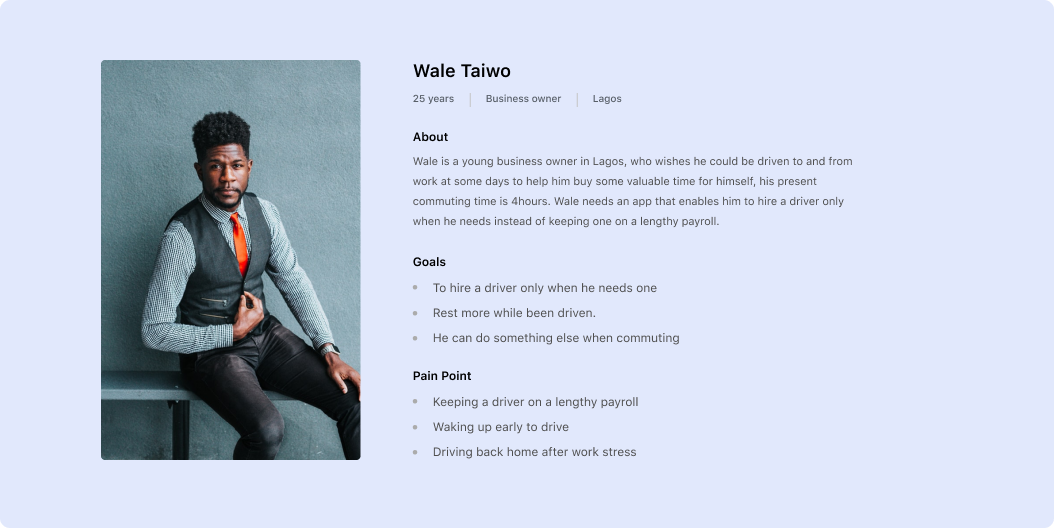 Wale Taiwo
25 years | Business owner | Lagos
About
Wale is a young business owner in Lagos, who wishes he could be driven to and from
work at some days to help him buy some valuable time for himself, his present
commuting time is 4hours. Wale needs an app that enables him to hire a driver only
when he needs instead of keeping one on a lengthy payroll.
Goals
• To hire a driver only when he needs one
• Rest more while been driven.
• He can do something else when commuting
Pain Point
• Keeping a driver on a lengthy payroll
• Waking up early to drive
• Driving back home after work stress